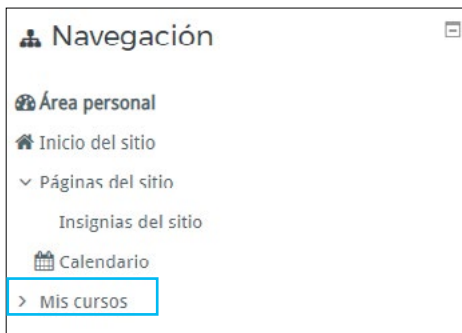 Navegación
Área personal
Inicio del sitio
Páginas del sitio
Insignias del sitio
Calendario
Mis cursos